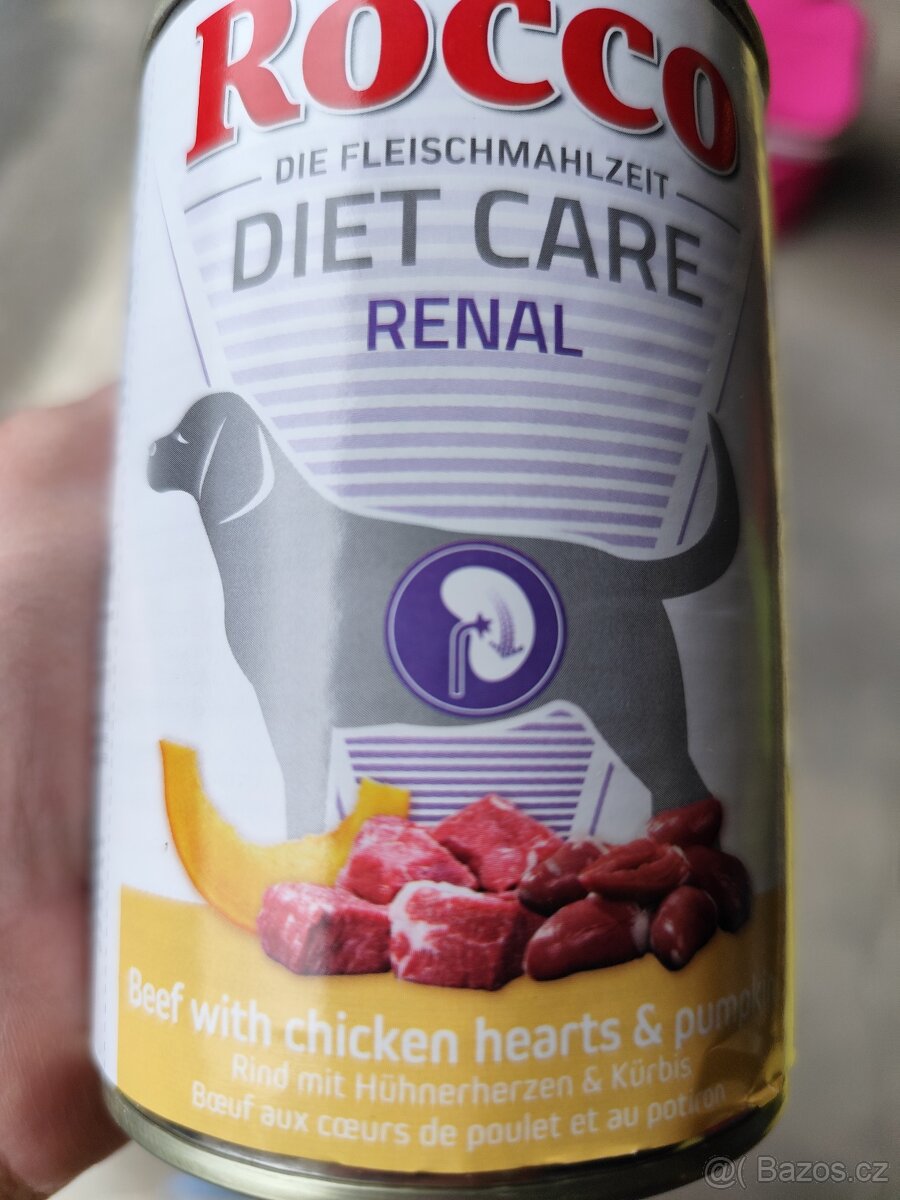 ROCCO
DIE FLEISCHMAHLZEIT
DIET CARE
RENAL
Beef with chicken hearts &
Rind mit Hühnerherzen & Kürbis
Bœuf aux cœurs de poulet et au potiron
@( Bazos.cz